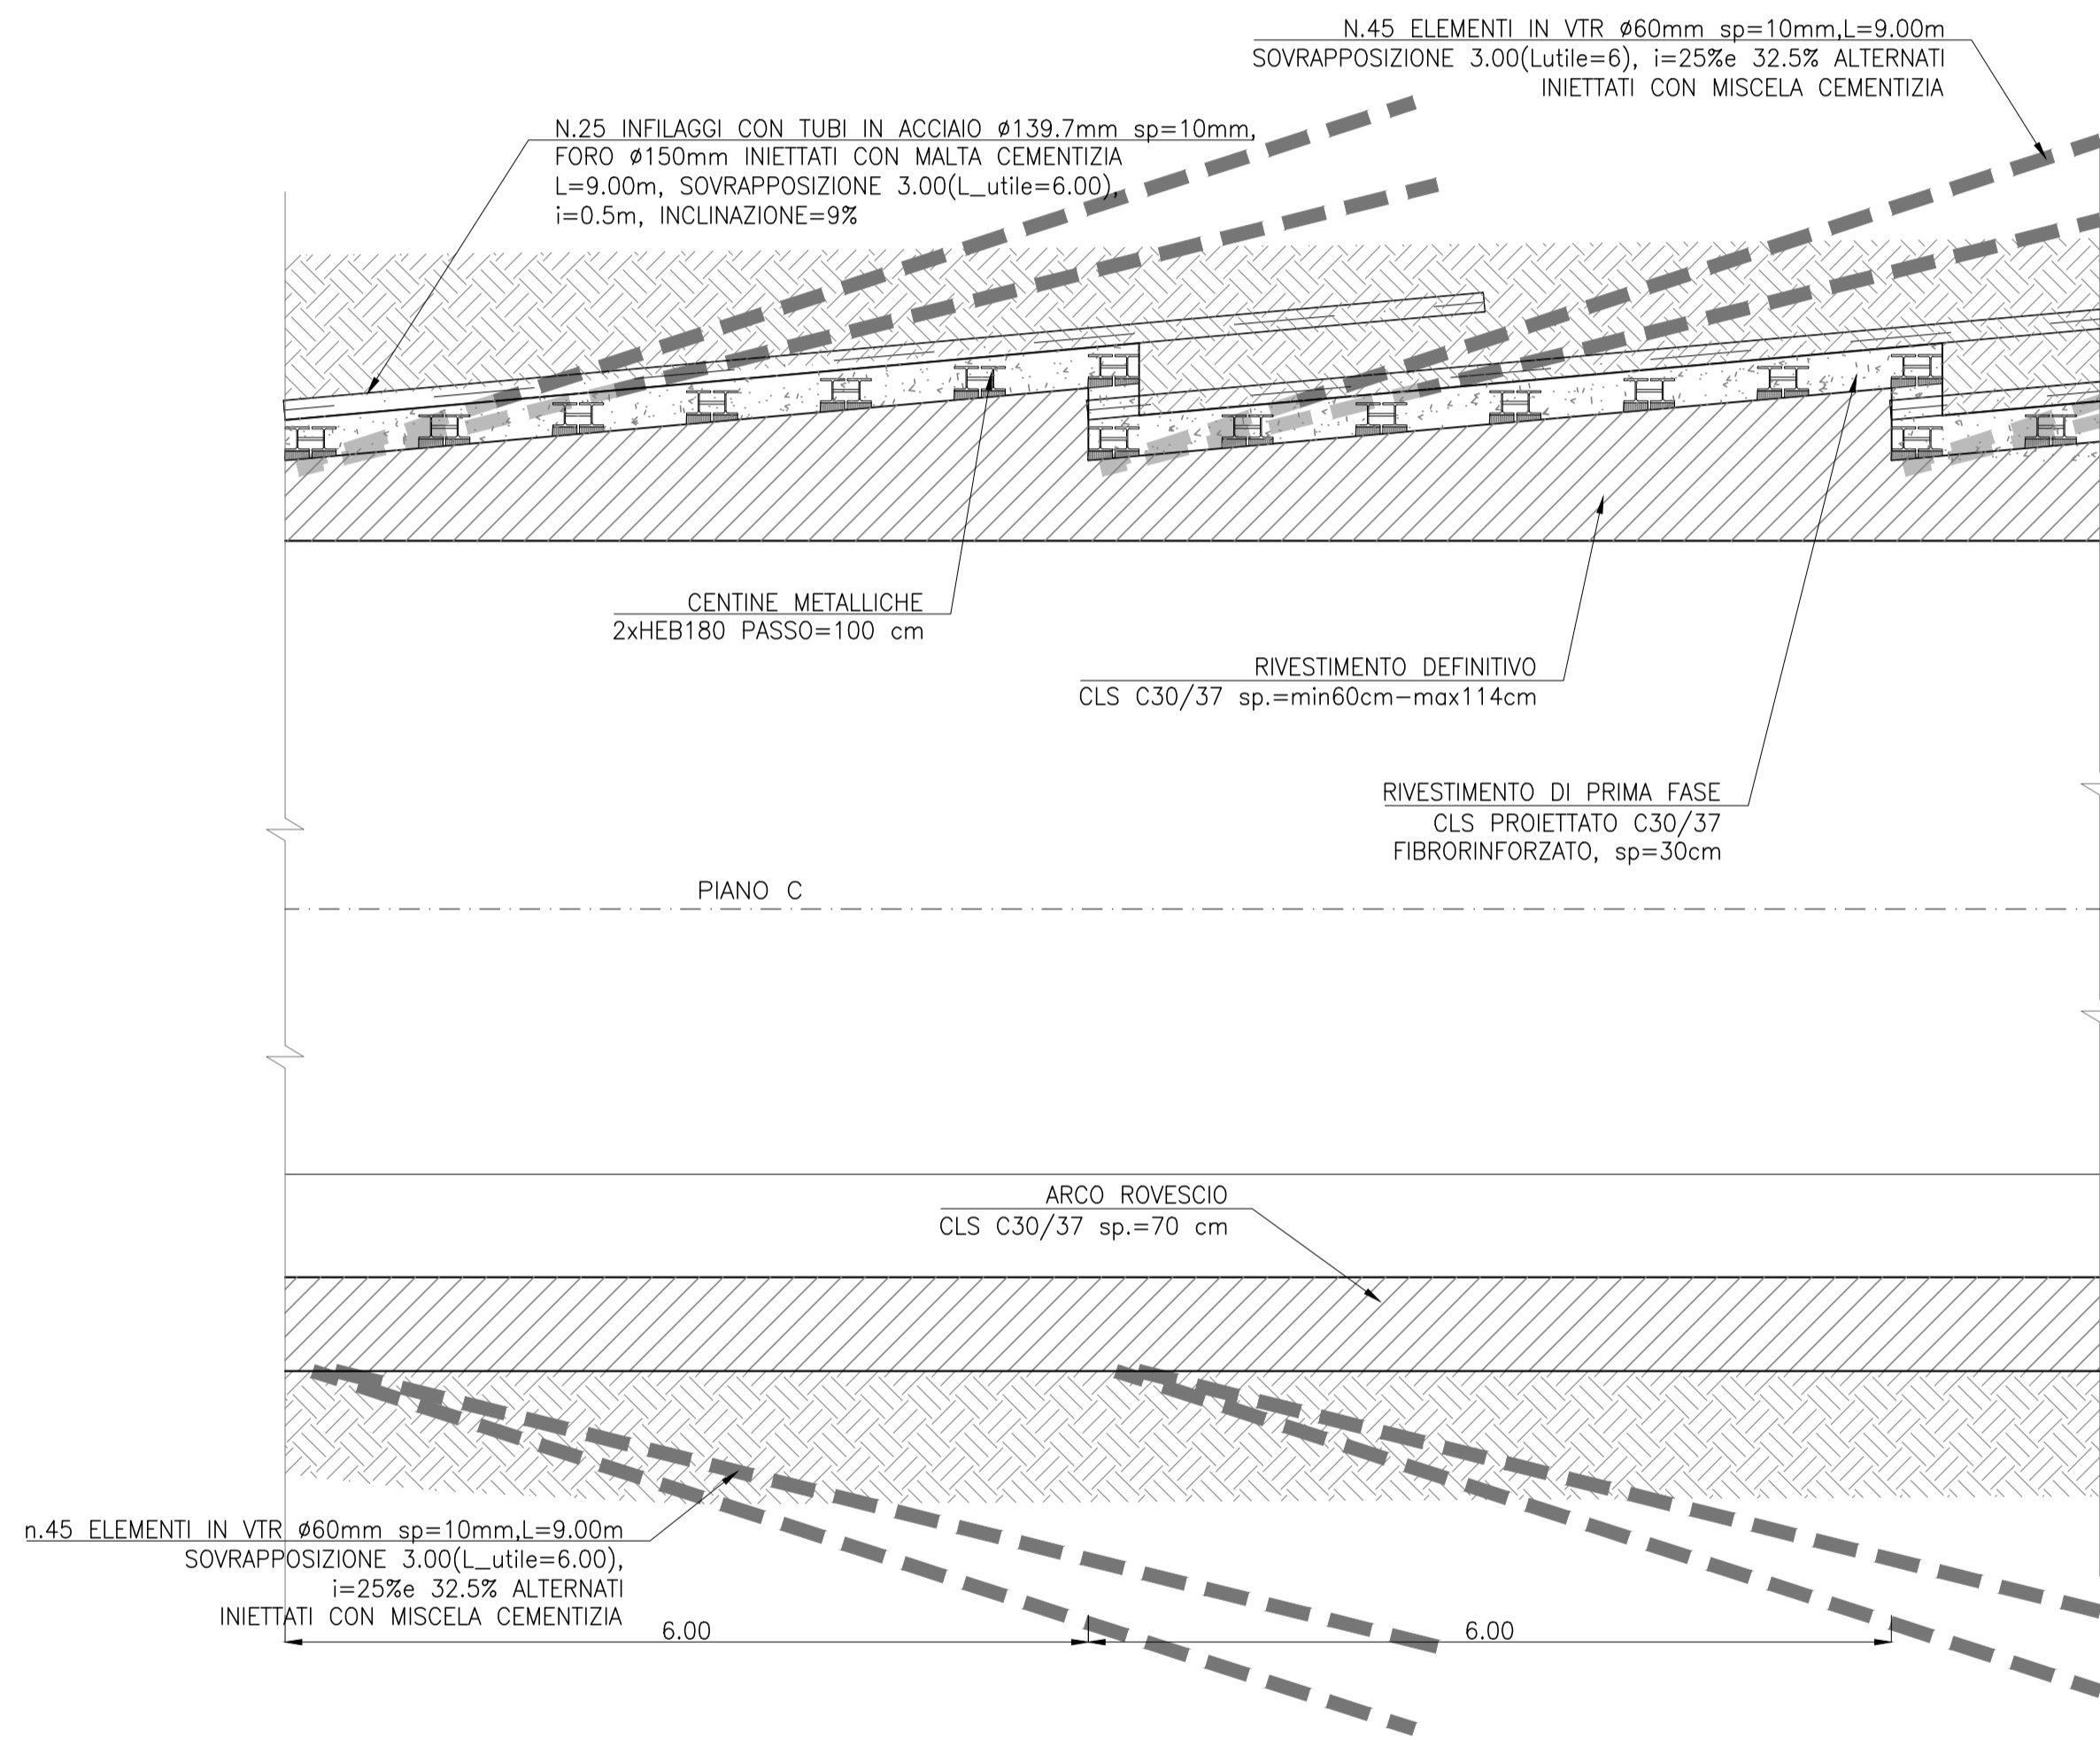 N.45 ELEMENTI IN VTR ø60mm sp=10mm,L=9.00m
SOVRAPPOSIZIONE 3.00(Lutile=6), i=25%e 32.5% ALTERNATI
INIETTATI CON MISCELA CEMENTIZIA
N.25 INFILAGGI CON TUBI IN ACCIAIO ø139.7mm sp=10mm,
FORO ø150mm INIETTATI CON MALTA CEMENTIZIA
L=9.00m, SOVRAPPOSIZIONE 3.00(L_utile=6.00),
i=0.5m, INCLINAZIONE=9%
CENTINE METALLICHE
2xHEB180 PASSO=100 cm
RIVESTIMENTO DEFINITIVO
CLS C30/37 sp.=min60cm-max114cm
RIVESTIMENTO DI PRIMA FASE
CLS PROIETTATO C30/37
FIBRORINFORZATO, sp=30cm
PIANO C
ARCO ROVESCIO
CLS C30/37 sp.=70 cm
n.45 ELEMENTI IN VTR ø60mm sp=10mm,L=9.00m
SOVRAPPOSIZIONE 3.00(L_utile=6.00),
i=25%e 32.5% ALTERNATI
INIETTATI CON MISCELA CEMENTIZIA
6.00
6.00